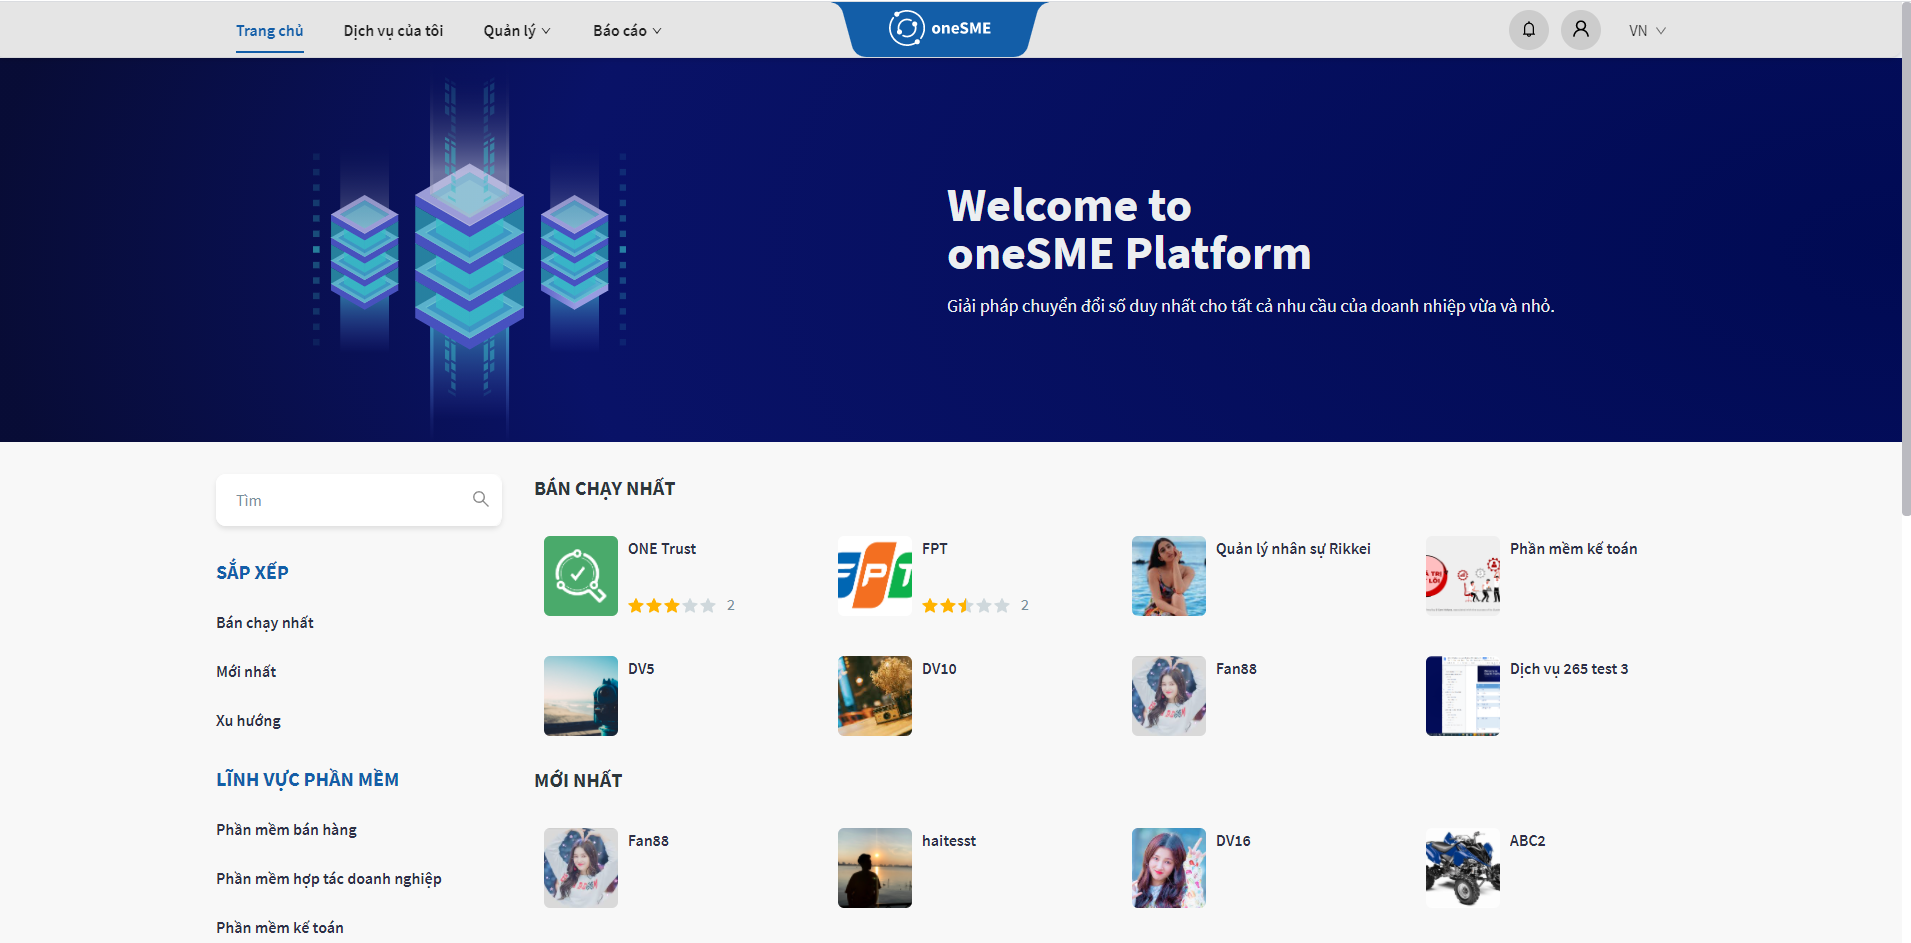 Trang chủ
Dịch vụ của tôi
Quản lý
Báo cáo
oneSME
VN
Welcome to
oneSME Platform
Giải pháp chuyển đổi số duy nhất cho tất cả nhu cầu của doanh nhiệp vừa và nhỏ.
Tìm
SẮP XẾP
Bán chạy nhất
Mới nhất
Xu hướng
LĨNH VỰC PHẦN MỀM
Phần mềm bán hàng
Phần mềm hợp tác doanh nghiệp
Phần mềm kế toán
BÁN CHẠY NHẤT
ONE Trust
2
FPT
FPT
2
Quản lý nhân sự Rikkei
Phần mềm kế toán
DV5
DV10
Fan88
Dịch vụ 265 test 3
MỚI NHẤT
Fan88
haitesst
DV16
ABC2